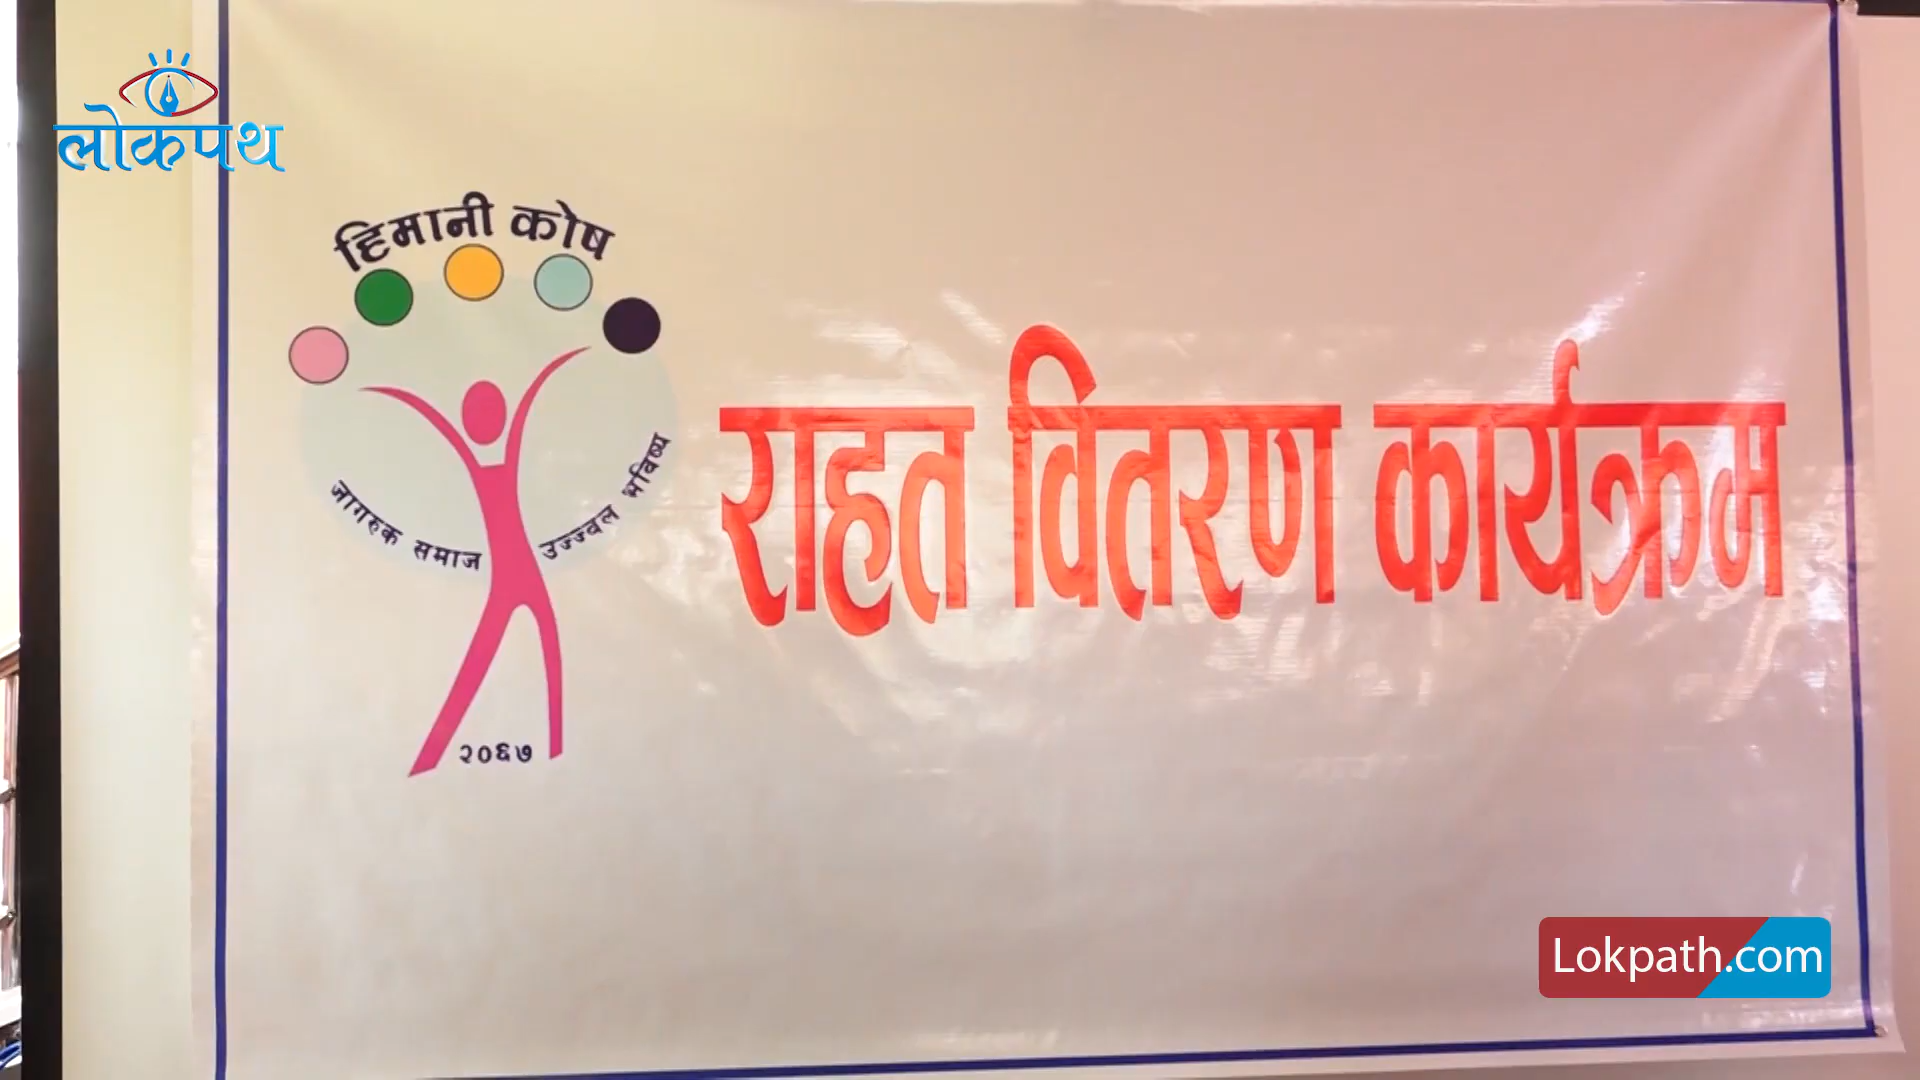 लोकपथ
हिमानी कोष
राहत वितरण कार्यक्रम
जागरुक समाज उज्ज्वल भविष्य
२०६७
Lokpath.com